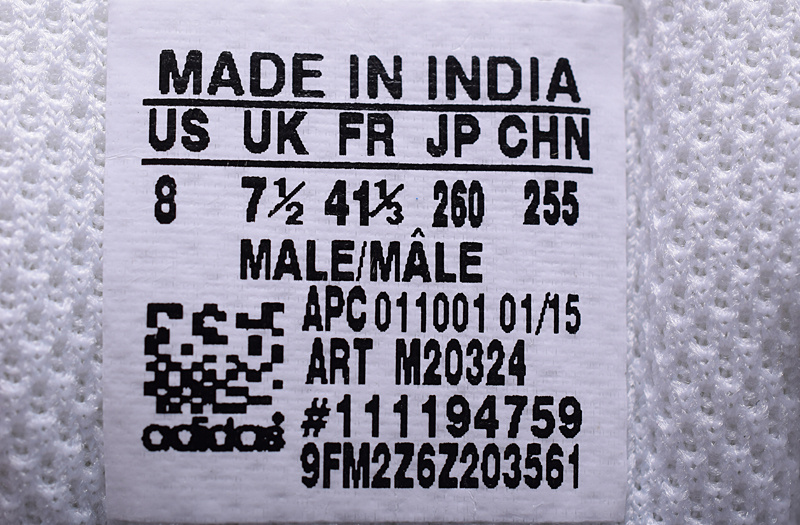 MADE IN INDIA
US UK FR JP CHN
8 7½ 41⅓ 260 255
MALE/MÂLE
APC 011001 01/15
ART M20324
#111194759
adidas
9FM2Z6Z203561